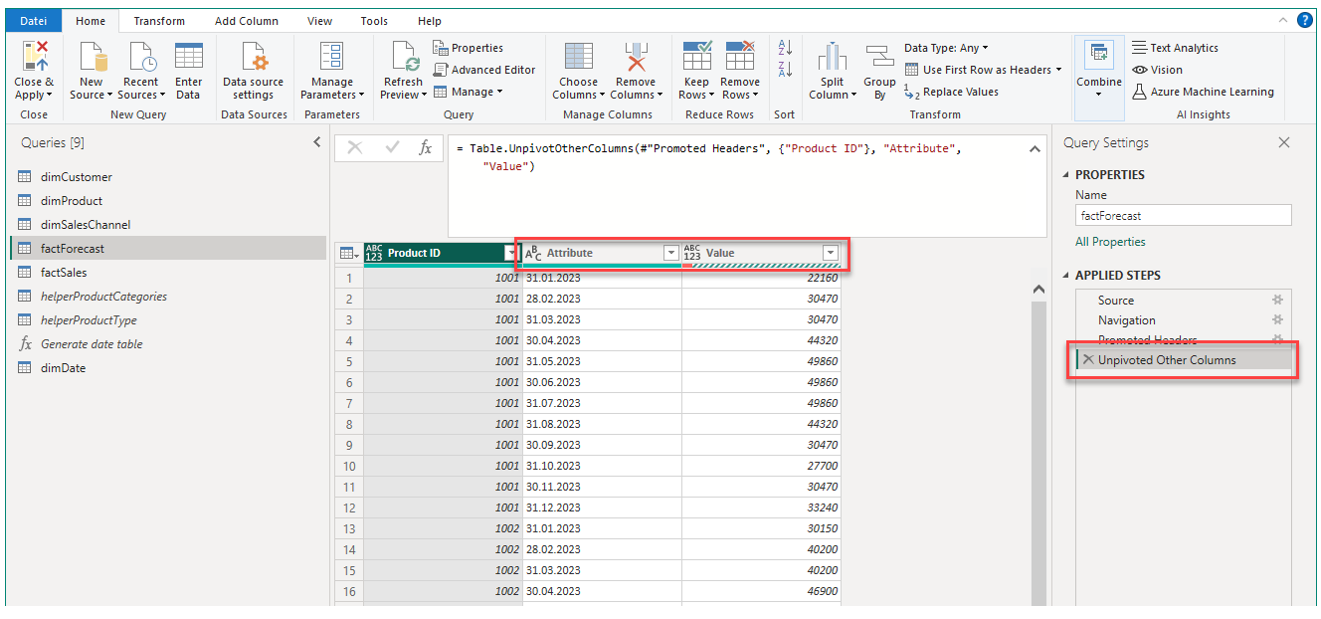 Datei Home Transform Add Column View Tools Help
Close & Apply New Source Recent Sources Enter Data Data source settings Manage Parameters Refresh Preview Properties Advanced Editor Manage Choose Columns Remove Columns Keep Rows Remove Rows Split Column Group By Data Type: Any Use First Row as Headers Replace Values Combine Text Analytics Vision Azure Machine Learning
Close New Query Data Sources Parameters Query Manage Columns Reduce Rows Sort Transform AI Insights
Queries [9]
dimCustomer
dimProduct
dimSalesChannel
factForecast
factSales
helperProductCategories
helperProductType
fx Generate date table
dimDate
fx = Table.UnpivotOtherColumns(#"Promoted Headers", {"Product ID"}, "Attribute",
"Value")
ABC 123 Product ID ABC Attribute ABC 123 Value
1 1001 31.01.2023 22160
2 1001 28.02.2023 30470
3 1001 31.03.2023 30470
4 1001 30.04.2023 44320
5 1001 31.05.2023 49860
6 1001 30.06.2023 49860
7 1001 31.07.2023 49860
8 1001 31.08.2023 44320
9 1001 30.09.2023 30470
10 1001 31.10.2023 27700
11 1001 30.11.2023 30470
12 1001 31.12.2023 33240
13 1002 31.01.2023 30150
14 1002 28.02.2023 40200
15 1002 31.03.2023 40200
16 1002 30.04.2023 46900
Query Settings
PROPERTIES
Name
factForecast
All Properties
APPLIED STEPS
Source
Navigation
Promoted Headers
Unpivoted Other Columns